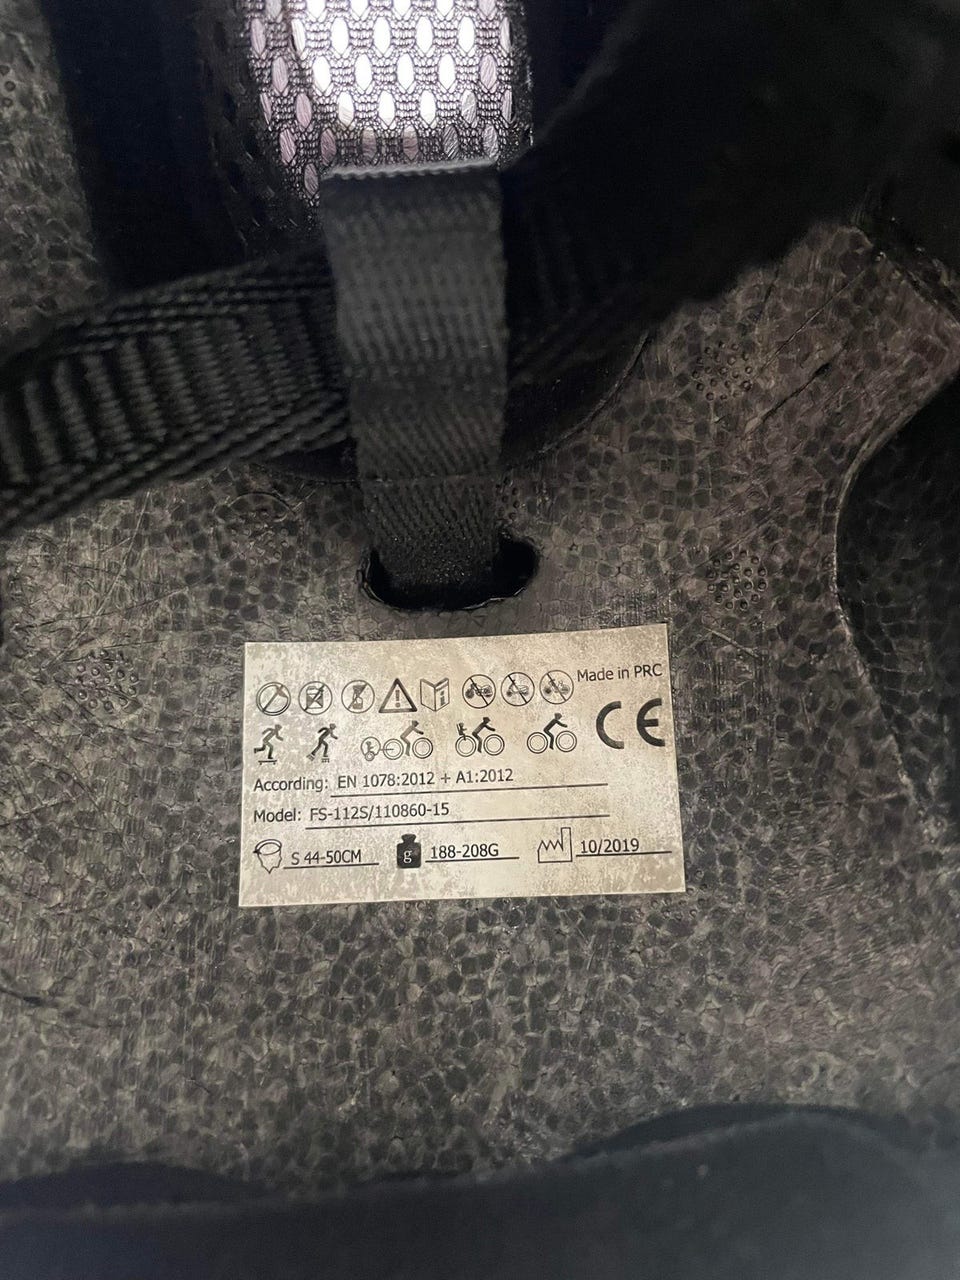 Made in PRC
CE
According: EN 1078:2012 + A1:2012
Model: FS-112S/110860-15
S 44-50CM g 188-208G 10/2019